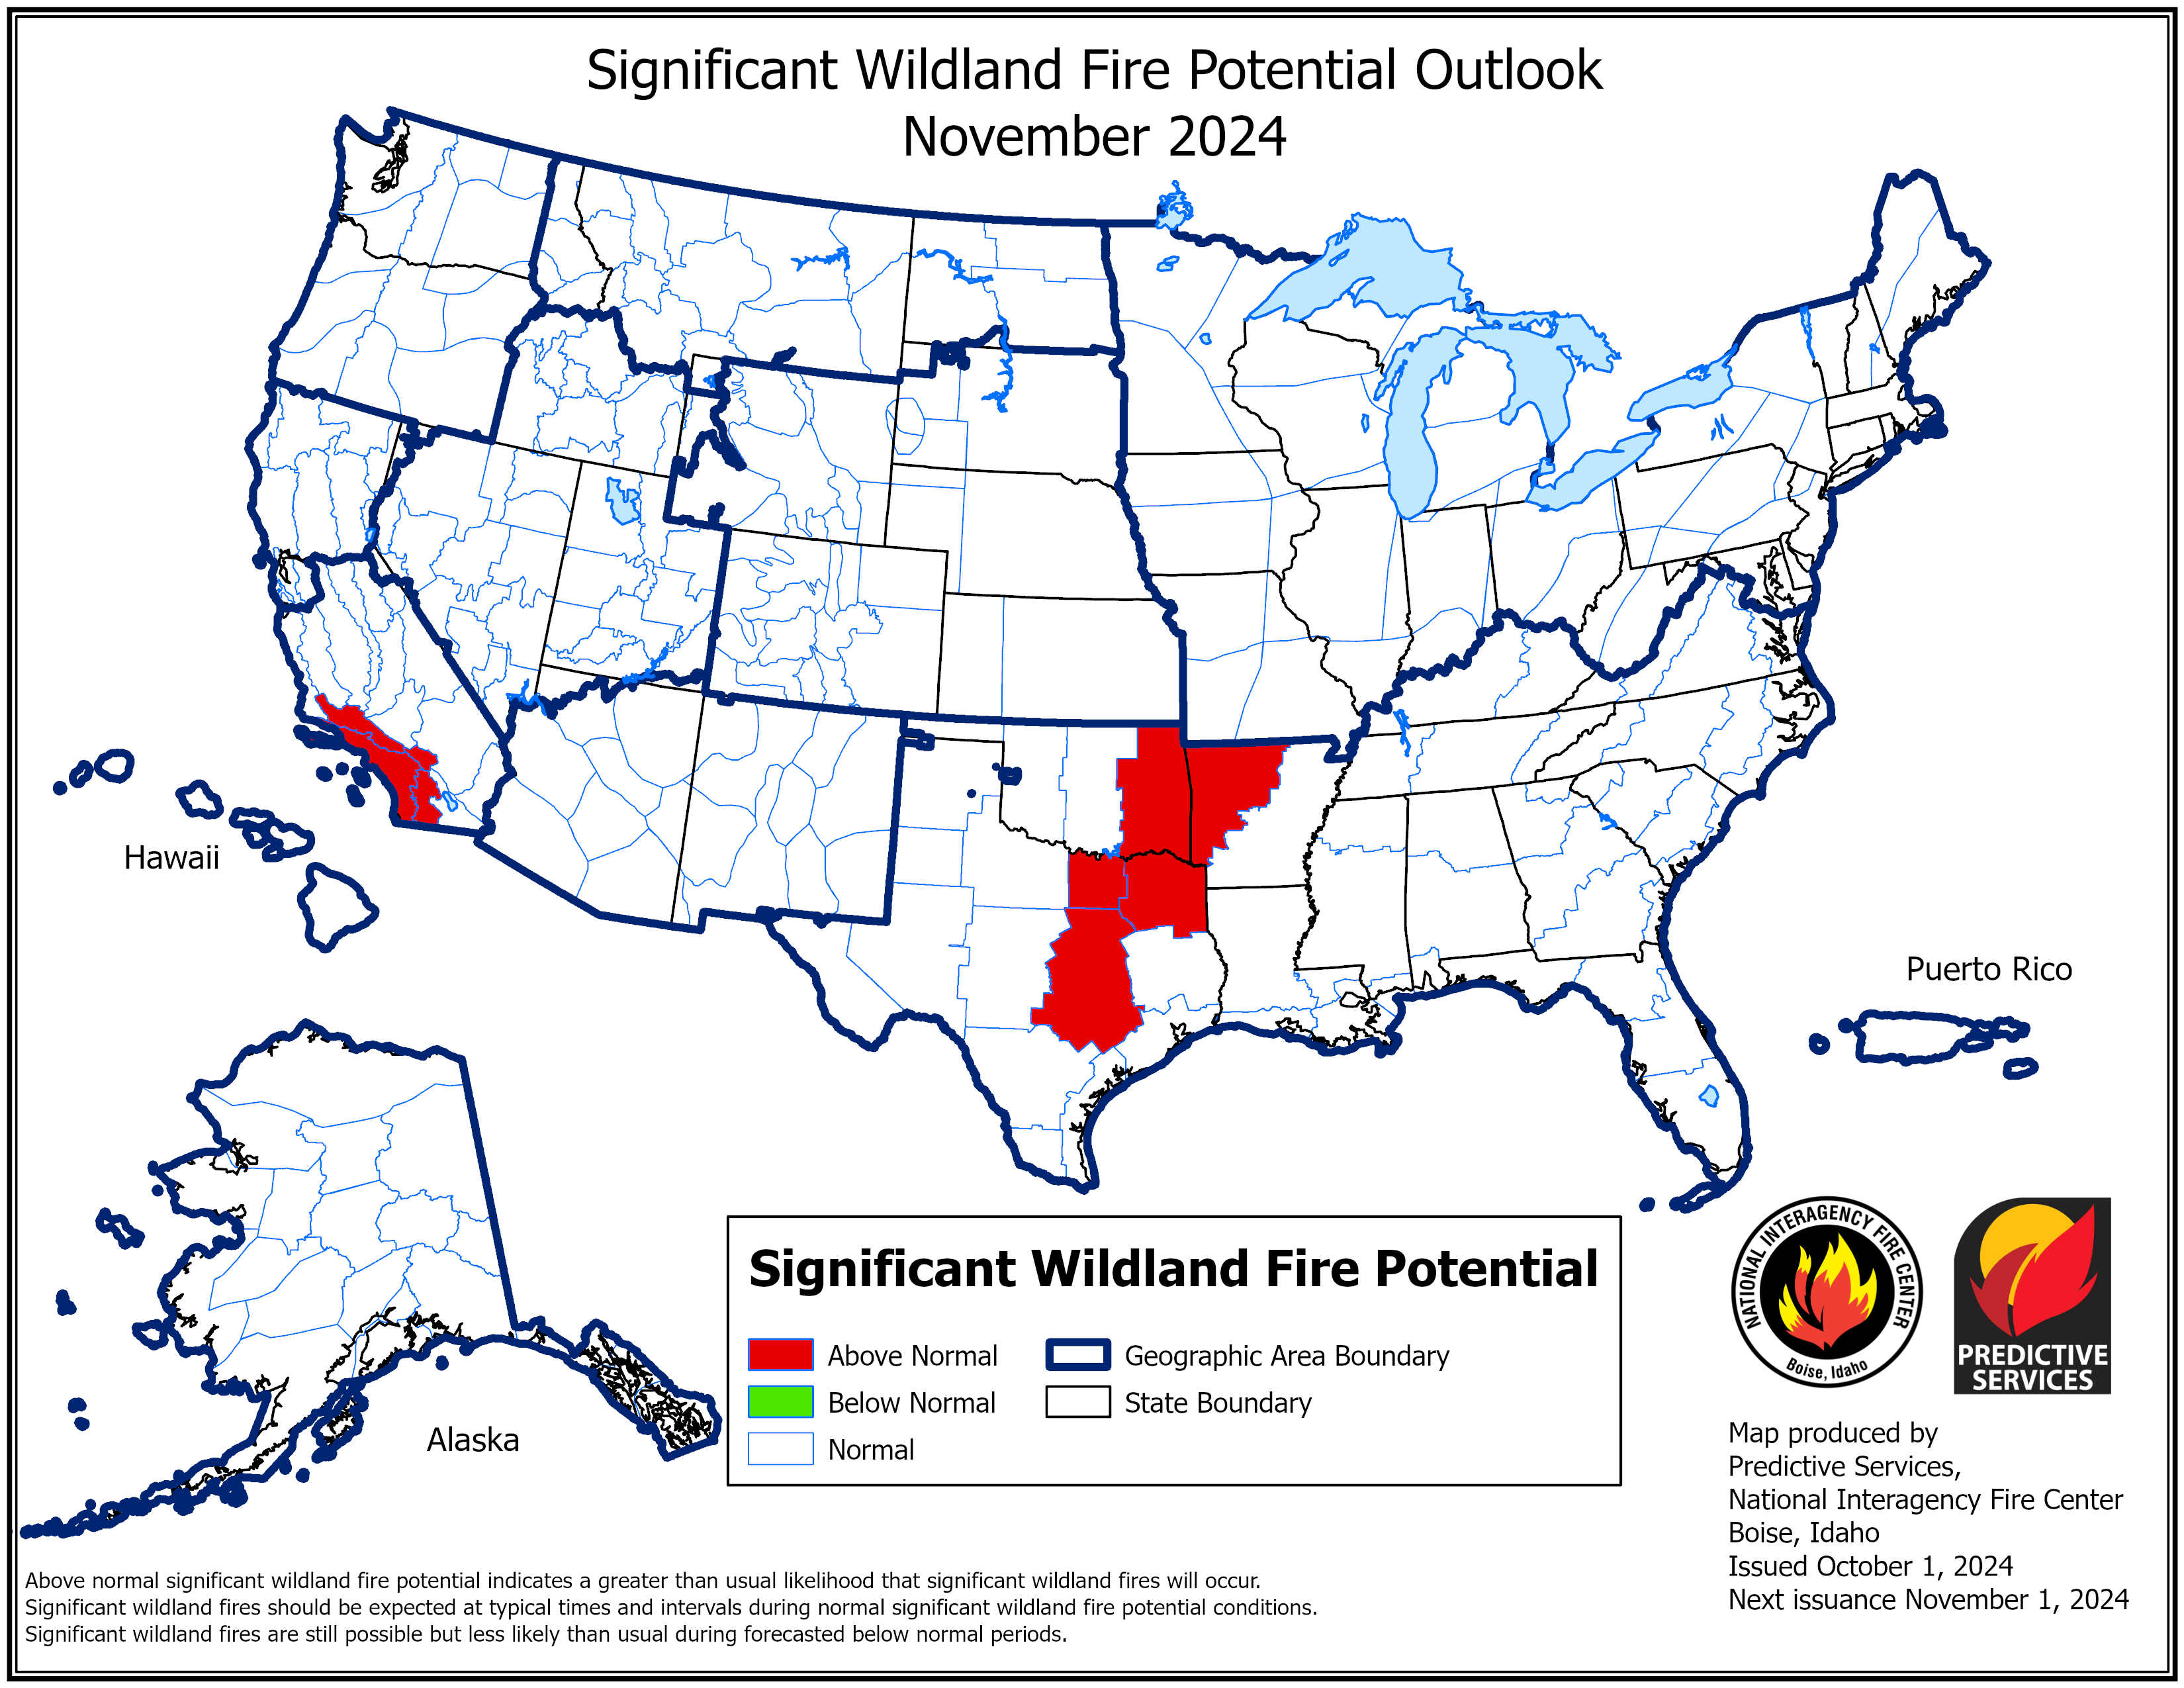 Significant Wildland Fire Potential Outlook
November 2024
Hawaii
Puerto Rico
Alaska
Significant Wildland Fire Potential
Above Normal
Below Normal
Normal
Geographic Area Boundary
State Boundary
NATIONAL INTERAGENCY FIRE CENTER
Boise, Idaho
PREDICTIVE
SERVICES
Map produced by
Predictive Services,
National Interagency Fire Center
Boise, Idaho
Issued October 1, 2024
Next issuance November 1, 2024
Above normal significant wildland fire potential indicates a greater than usual likelihood that significant wildland fires will occur.
Significant wildland fires should be expected at typical times and intervals during normal significant wildland fire potential conditions.
Significant wildland fires are still possible but less likely than usual during forecasted below normal periods.